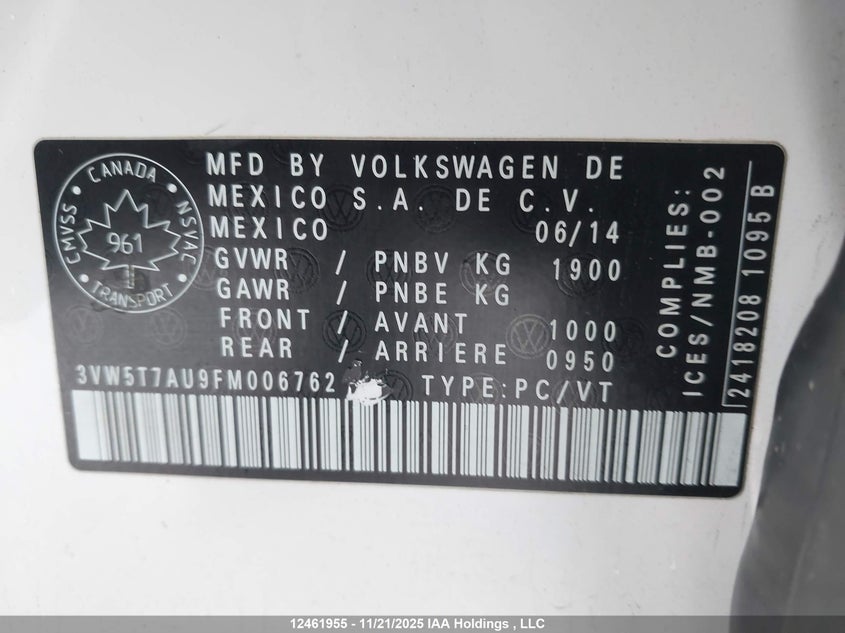 CANADA
CMVSS
NSVAC
961
TRANSPORT
MFD BY VOLKSWAGEN DE
MEXICO S.A. DE C.V.
MEXICO 06/14
GVWR / PNBV KG 1900
GAWR / PNBE KG
FRONT / AVANT 1000
REAR / ARRIERE 0950
3VW5T7AU9FM006762 TYPE:PC/VT
COMPLIES:
ICES/NMB-002
2418208 1095 B
12461955 - 11/21/2025 IAA Holdings , LLC